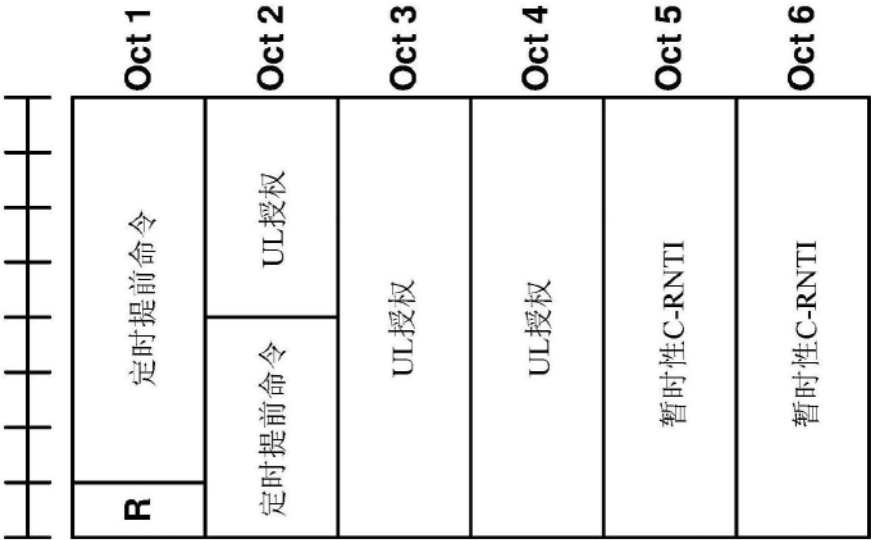 R 定时提前命令 Oct 1
定时提前命令 UL授权 Oct 2
UL授权 Oct 3
UL授权 Oct 4
暂时性C-RNTI Oct 5
暂时性C-RNTI Oct 6